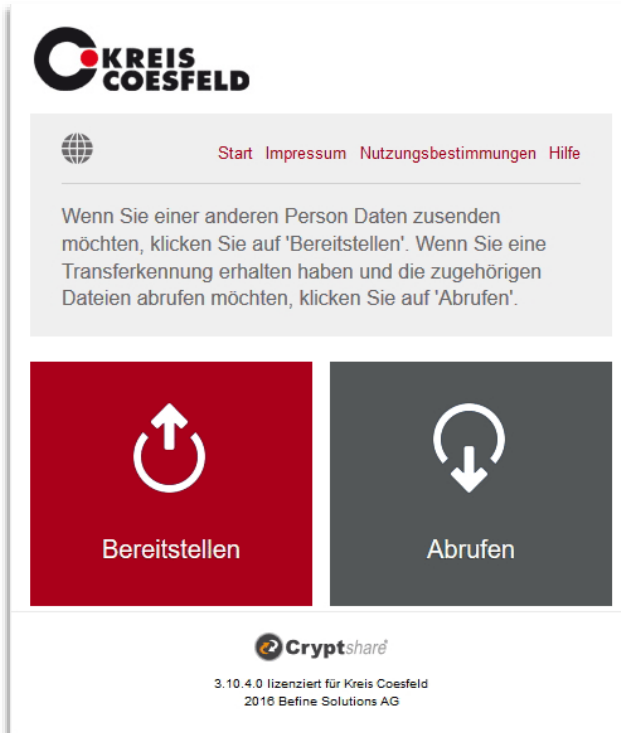 KREIS
COESFELD
Start Impressum Nutzungsbestimmungen Hilfe
Wenn Sie einer anderen Person Daten zusenden
möchten, klicken Sie auf 'Bereitstellen'. Wenn Sie eine
Transferkennung erhalten haben und die zugehörigen
Dateien abrufen möchten, klicken Sie auf 'Abrufen'.
Bereitstellen
Abrufen
Cryptshare
3.10.4.0 lizenziert für Kreis Coesfeld
2016 Befine Solutions AG